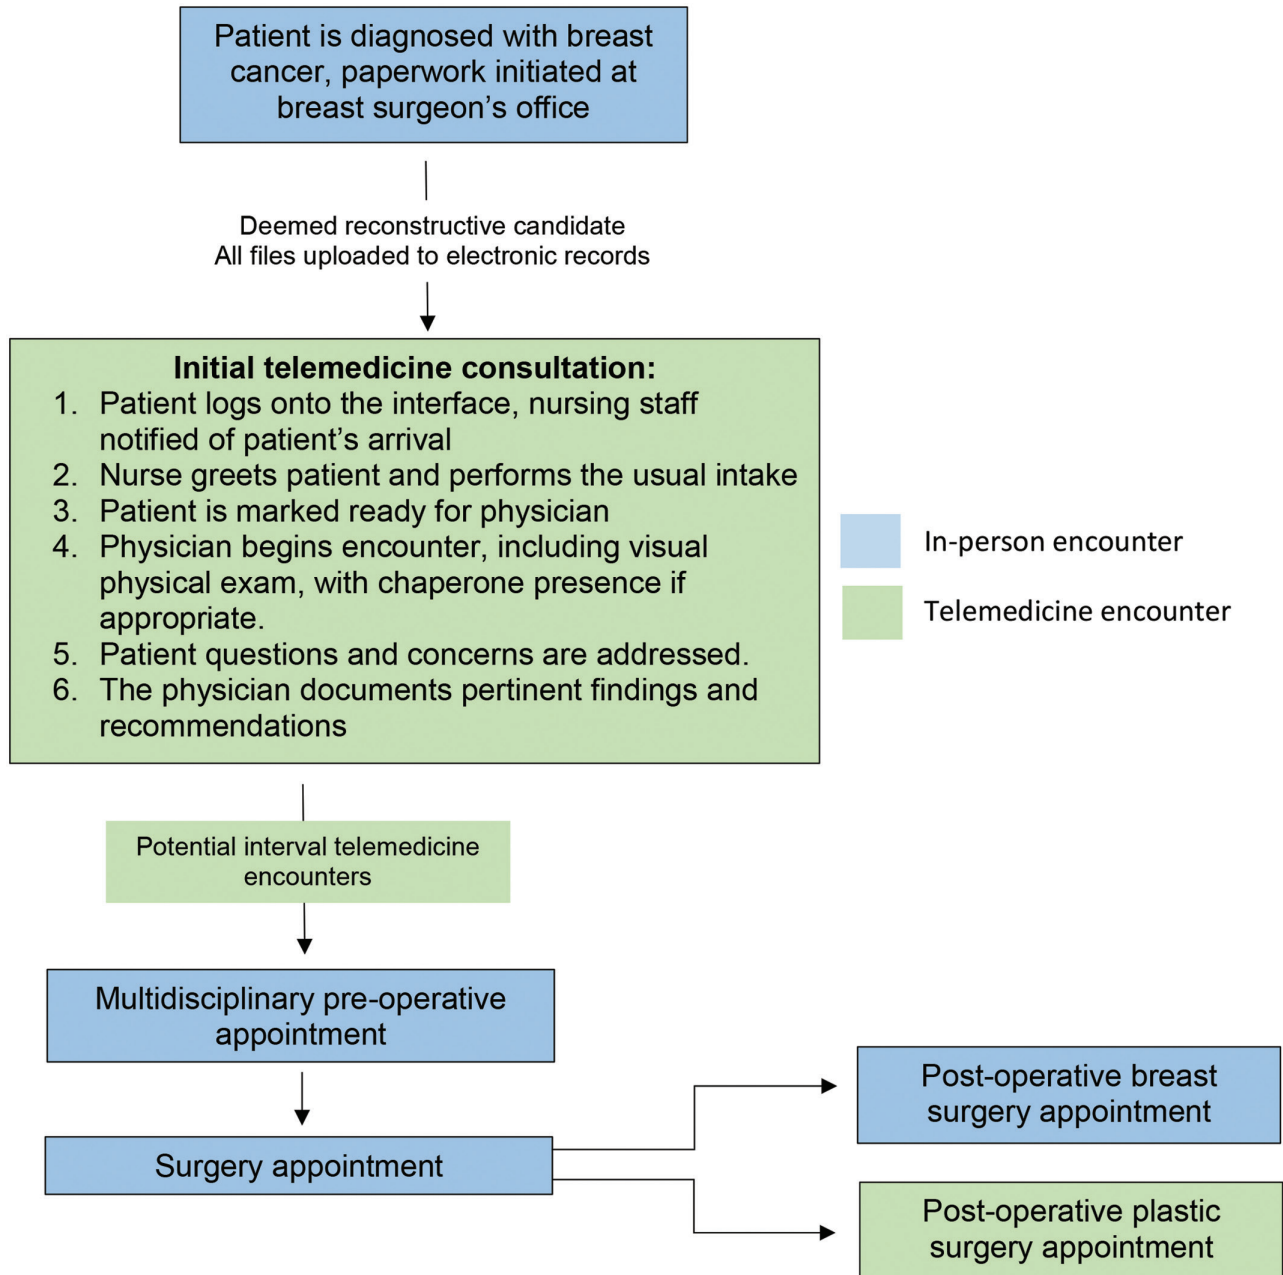 Patient is diagnosed with breast
cancer, paperwork initiated at
breast surgeon’s office
Deemed reconstructive candidate
All files uploaded to electronic records
Initial telemedicine consultation:
1. Patient logs onto the interface, nursing staff
notified of patient’s arrival
2. Nurse greets patient and performs the usual intake
3. Patient is marked ready for physician
4. Physician begins encounter, including visual
physical exam, with chaperone presence if
appropriate.
5. Patient questions and concerns are addressed.
6. The physician documents pertinent findings and
recommendations
In-person encounter
Telemedicine encounter
Potential interval telemedicine
encounters
Multidisciplinary pre-operative
appointment
Surgery appointment
Post-operative breast
surgery appointment
Post-operative plastic
surgery appointment